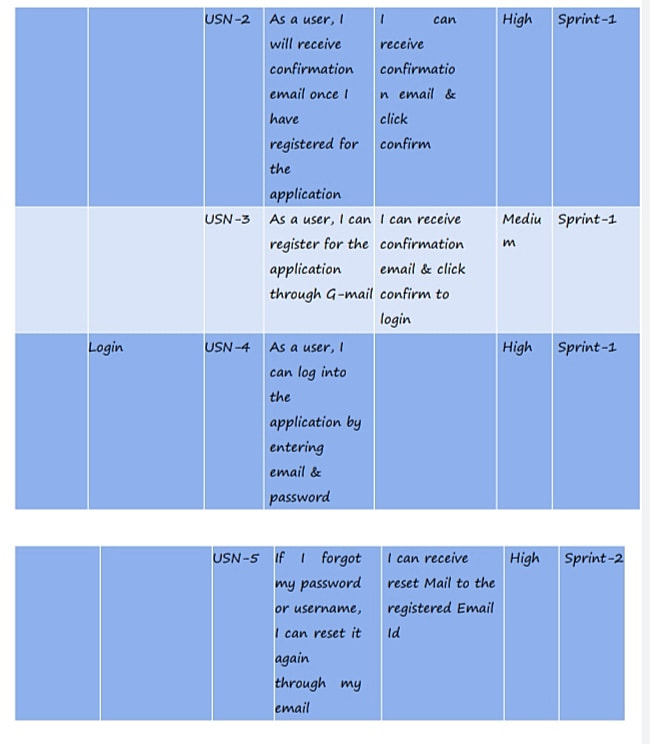 USN-2 As a user, I I can High Sprint-1
will receive receive
confirmation confirmatio
email once I n email &
have click
registered for confirm
the
application
USN-3 As a user, I can I can receive Mediu Sprint-1
register for the confirmation m
application email & click
through G-mail confirm to
login
Login USN-4 As a user, I High Sprint-1
can log into
the
application by
entering
email &
password
USN-5 If I forgot I can receive High Sprint-2
my password reset Mail to the
or username, registered Email
I can reset it Id
again
through my
email